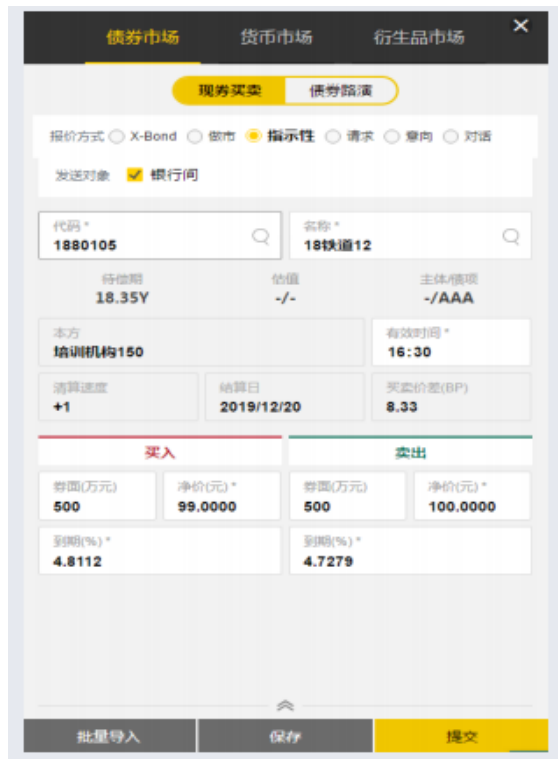 债券市场 货币市场 衍生品市场 ×
现券买卖 债券路演
报价方式 X-Bond 做市 指示性 请求 意向 对话
发送对象 银行间
代码* 名称*
1880105 18铁道12
待偿期 估值 主体/债项
18.35Y -/- -/AAA
本方 有效时间*
培训机构150 16:30
清算速度 结算日 买卖价差(BP)
+1 2019/12/20 8.33
买入 卖出
券面(万元) 净价(元)* 券面(万元) 净价(元)*
500 99.0000 500 100.0000
到期(%)* 到期(%)*
4.8112 4.7279
批量导入 保存 提交